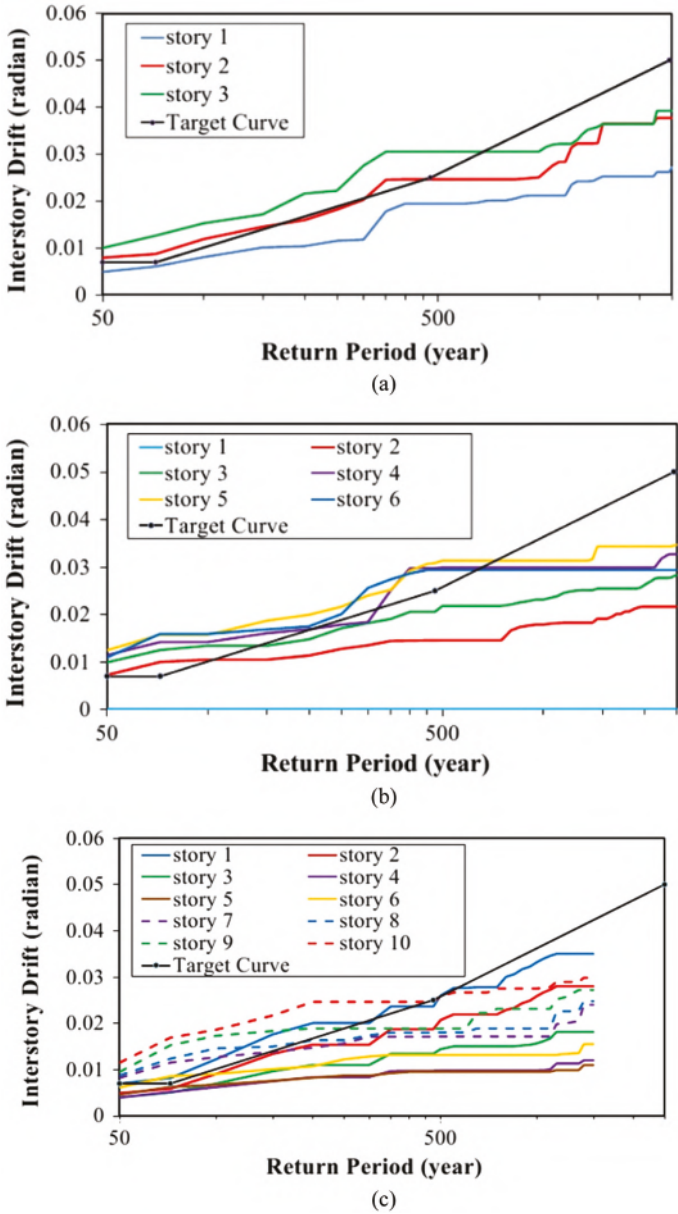 0.06
0.05
0.04
0.03
0.02
0.01
0
Interstory Drift (radian)
story 1
story 2
story 3
Target Curve
50
500
Return Period (year)
(a)
0.06
0.05
0.04
0.03
0.02
0.01
0
Interstory Drift (radian)
story 1 story 2
story 3 story 4
story 5 story 6
Target Curve
50
500
Return Period (year)
(b)
0.06
0.05
0.04
0.03
0.02
0.01
0
Interstory Drift (radian)
story 1 story 2
story 3 story 4
story 5 story 6
story 7 story 8
story 9 story 10
Target Curve
50
500
Return Period (year)
(c)